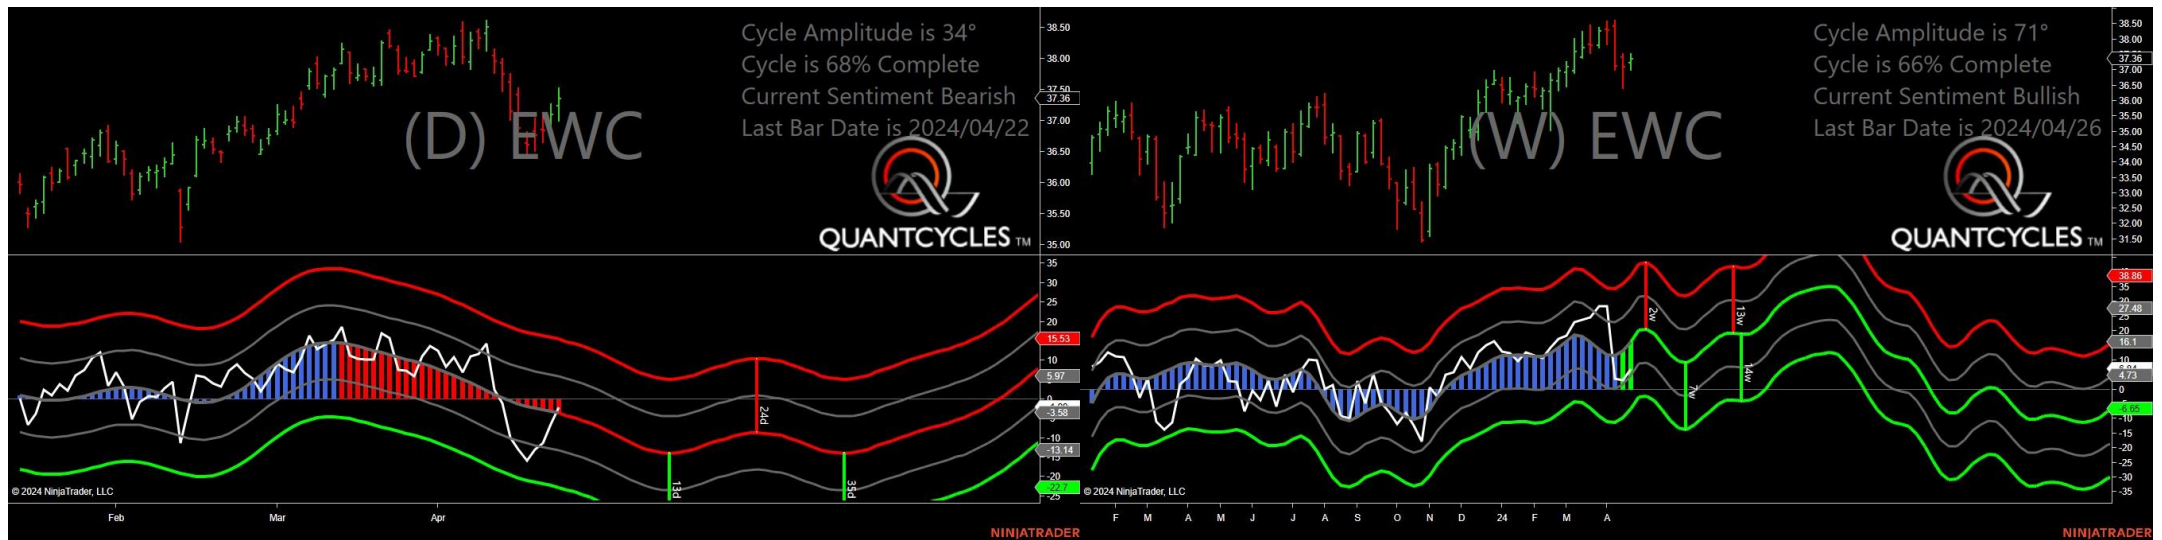 Cycle Amplitude is 34°
Cycle is 68% Complete
Current Sentiment Bearish
Last Bar Date is 2024/04/22
(D) EWC
QUANTCYCLES TM
38.50
38.00
37.50
37.36
37.00
36.50
36.00
35.50
35.00
35
30
25
20
15.53
10
5.97
0
-3.58
-10
-13.14
-20
-22.7
-25
13d
24d
35d
© 2024 NinjaTrader, LLC
Feb Mar Apr
NINJATRADER
Cycle Amplitude is 71°
Cycle is 66% Complete
Current Sentiment Bullish
Last Bar Date is 2024/04/26
(W) EWC
QUANTCYCLES TM
38.50
38.00
37.36
37.00
36.50
36.00
35.50
35.00
34.50
34.00
33.50
33.00
32.50
32.00
31.50
38.86
35
27.48
25
20
16.1
10
4.73
0
-6.65
-10
-15
-20
-25
-30
-35
2w
7w
13w
14w
© 2024 NinjaTrader, LLC
F M A M J J A S O N D 24 F M A
NINJATRADER